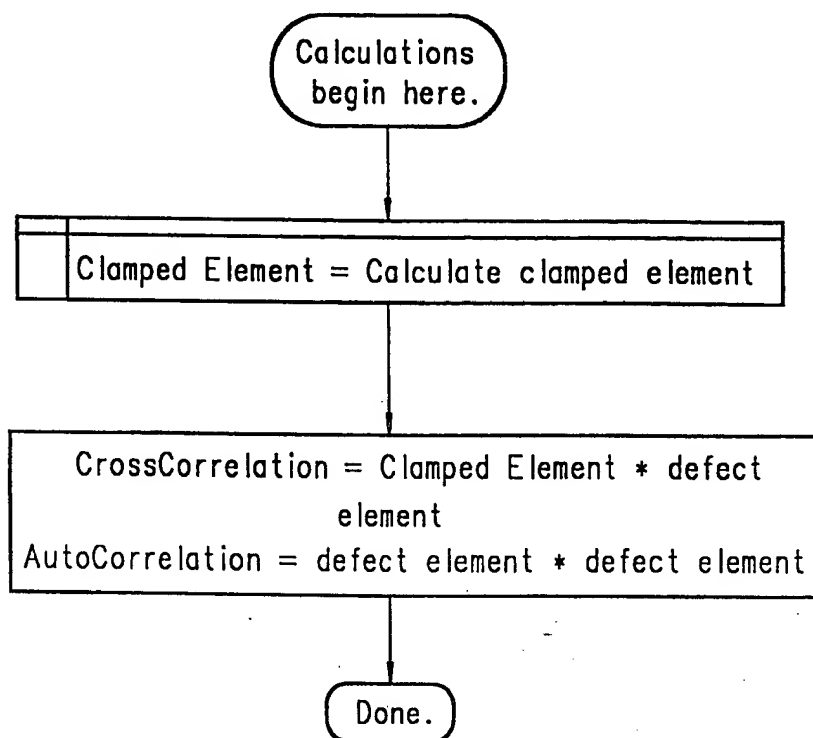 Calculations
begin here.
Clamped Element = Calculate clamped element
CrossCorrelation = Clamped Element * defect
element
AutoCorrelation = defect element * defect element
Done.